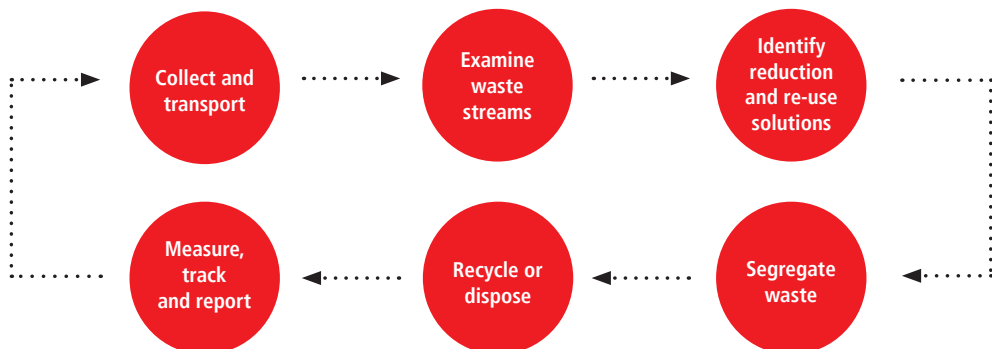 Collect and
transport
Examine
waste
streams
Identify
reduction
and re-use
solutions
Measure,
track
and report
Recycle or
dispose
Segregate
waste